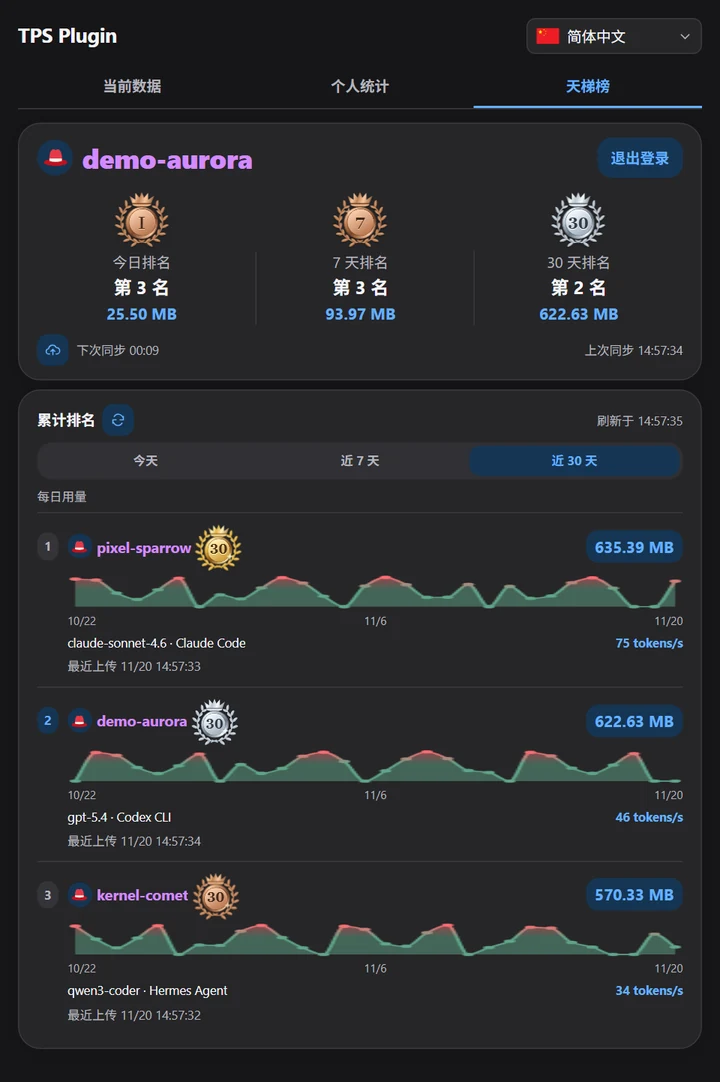 TPS Plugin
简体中文
当前数据 个人统计 天梯榜
demo-aurora
退出登录
I 7 30
今日排名 7 天排名 30 天排名
第 3 名 第 3 名 第 2 名
25.50 MB 93.97 MB 622.63 MB
下次同步 00:09 上次同步 14:57:34
累计排名 刷新于 14:57:35
今天 近 7 天 近 30 天
每日用量
1 pixel-sparrow 30 635.39 MB
10/22 11/6 11/20
claude-sonnet-4.6 · Claude Code 75 tokens/s
最近上传 11/20 14:57:33
2 demo-aurora 30 622.63 MB
10/22 11/6 11/20
gpt-5.4 · Codex CLI 46 tokens/s
最近上传 11/20 14:57:34
3 kernel-comet 30 570.33 MB
10/22 11/6 11/20
qwen3-coder · Hermes Agent 34 tokens/s
最近上传 11/20 14:57:32